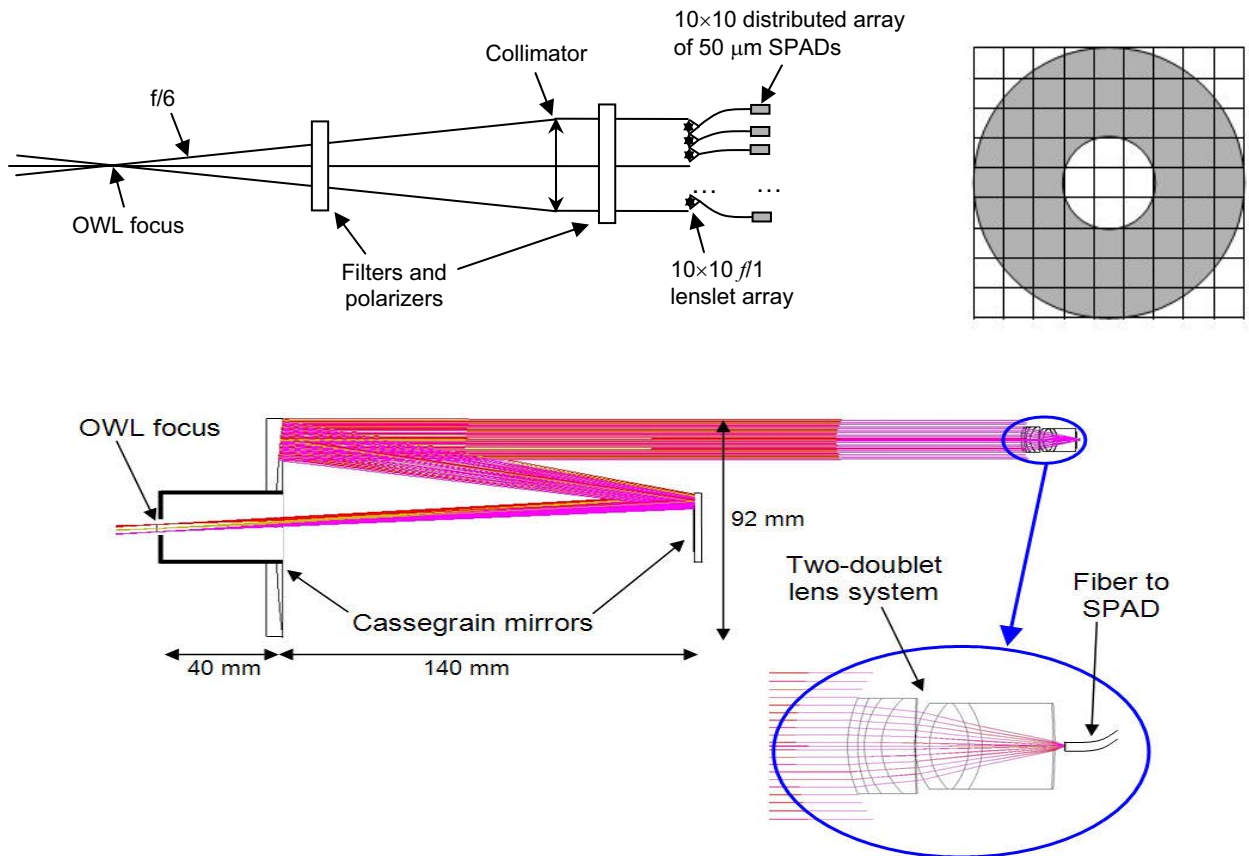 10×10 distributed array
of 50 μm SPADs
Collimator
f/6
OWL focus
Filters and
polarizers
... ...
10×10 f/1
lenslet array
OWL focus
92 mm
Two-doublet
lens system
Fiber to
SPAD
Cassegrain mirrors
40 mm
140 mm